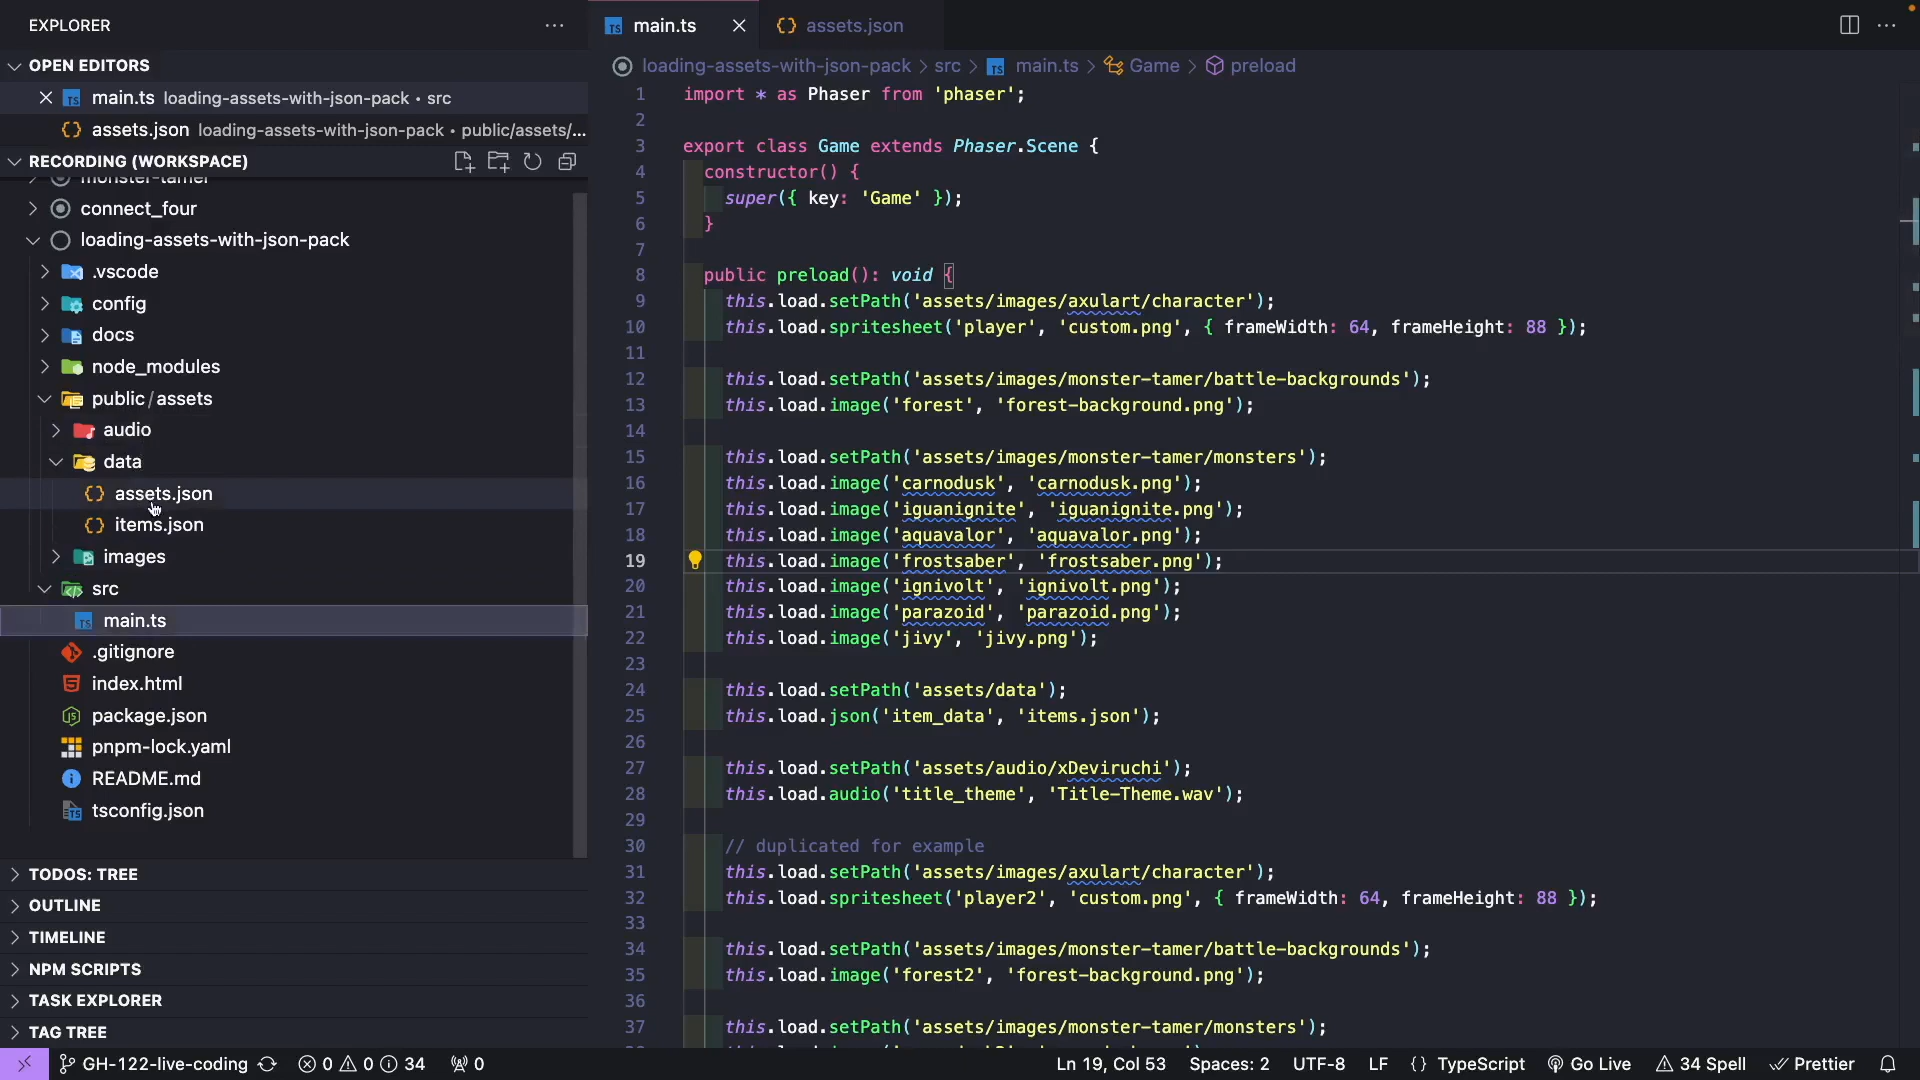 EXPLORER
OPEN EDITORS
main.ts loading-assets-with-json-pack • src
assets.json loading-assets-with-json-pack • public/assets/...
RECORDING (WORKSPACE)
monster-tamer
connect_four
loading-assets-with-json-pack
.vscode
config
docs
node_modules
public/assets
audio
data
assets.json
items.json
images
src
main.ts
.gitignore
index.html
package.json
pnpm-lock.yaml
README.md
tsconfig.json
TODOS: TREE
OUTLINE
TIMELINE
NPM SCRIPTS
TASK EXPLORER
TAG TREE
main.ts
assets.json
loading-assets-with-json-pack > src > main.ts > Game > preload
1 import * as Phaser from 'phaser';
2
3 export class Game extends Phaser.Scene {
4 constructor() {
5 super({ key: 'Game' });
6 }
7
8 public preload(): void {
9 this.load.setPath('assets/images/axulart/character');
10 this.load.spritesheet('player', 'custom.png', { frameWidth: 64, frameHeight: 88 });
11
12 this.load.setPath('assets/images/monster-tamer/battle-backgrounds');
13 this.load.image('forest', 'forest-background.png');
14
15 this.load.setPath('assets/images/monster-tamer/monsters');
16 this.load.image('carnodusk', 'carnodusk.png');
17 this.load.image('iguanignite', 'iguanignite.png');
18 this.load.image('aquavalor', 'aquavalor.png');
19 this.load.image('frostsaber', 'frostsaber.png');
20 this.load.image('ignivolt', 'ignivolt.png');
21 this.load.image('parazoid', 'parazoid.png');
22 this.load.image('jivy', 'jivy.png');
23
24 this.load.setPath('assets/data');
25 this.load.json('item_data', 'items.json');
26
27 this.load.setPath('assets/audio/xDeviruchi');
28 this.load.audio('title_theme', 'Title-Theme.wav');
29
30 // duplicated for example
31 this.load.setPath('assets/images/axulart/character');
32 this.load.spritesheet('player2', 'custom.png', { frameWidth: 64, frameHeight: 88 });
33
34 this.load.setPath('assets/images/monster-tamer/battle-backgrounds');
35 this.load.image('forest2', 'forest-background.png');
36
37 this.load.setPath('assets/images/monster-tamer/monsters');
GH-122-live-coding 0 0 34 0 Ln 19, Col 53 Spaces: 2 UTF-8 LF {} TypeScript Go Live 34 Spell Prettier